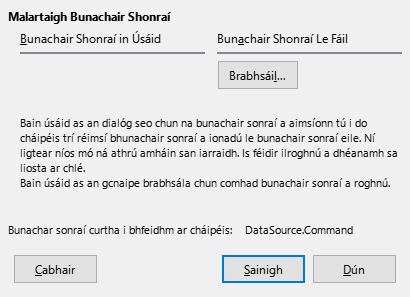 Malartaigh Bunachair Shonraí
Bunachair Shonraí in Úsáid
Bunachair Shonraí Le Fáil
Brabhsáil...
Bain úsáid as an dialóg seo chun na bunachair sonraí a aimsíonn tú i do
cháipéis trí réimsí bhunachair sonraí a ionadú le bunachair sonraí eile. Ní
ligtear níos mó ná athrú amháin san iarraidh. Is féidir ilroghnú a dhéanamh sa
liosta ar chlé.
Bain úsáid as an gcnaipe brabhsála chun comhad bunachair sonraí a roghnú.
Bunachar sonraí curtha i bhfeidhm ar cháipéis: DataSource.Command
Cabhair
Sainigh
Dún